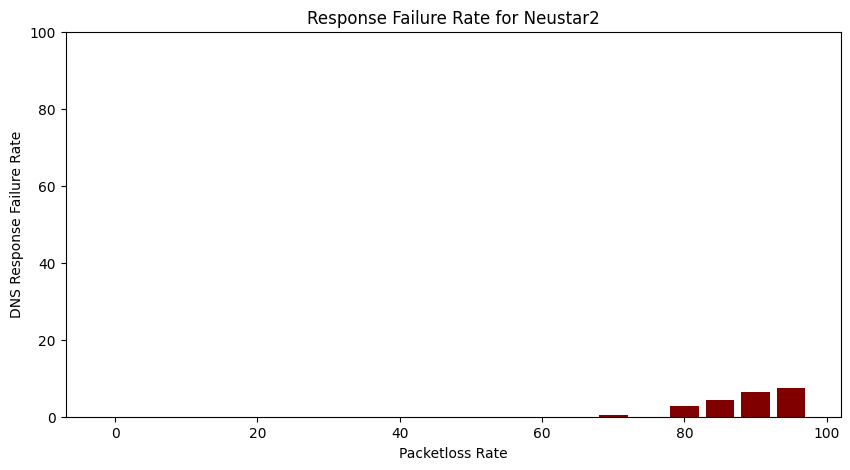 Response Failure Rate for Neustar2
100
80
60
40
20
0
DNS Response Failure Rate
0 20 40 60 80 100
Packetloss Rate